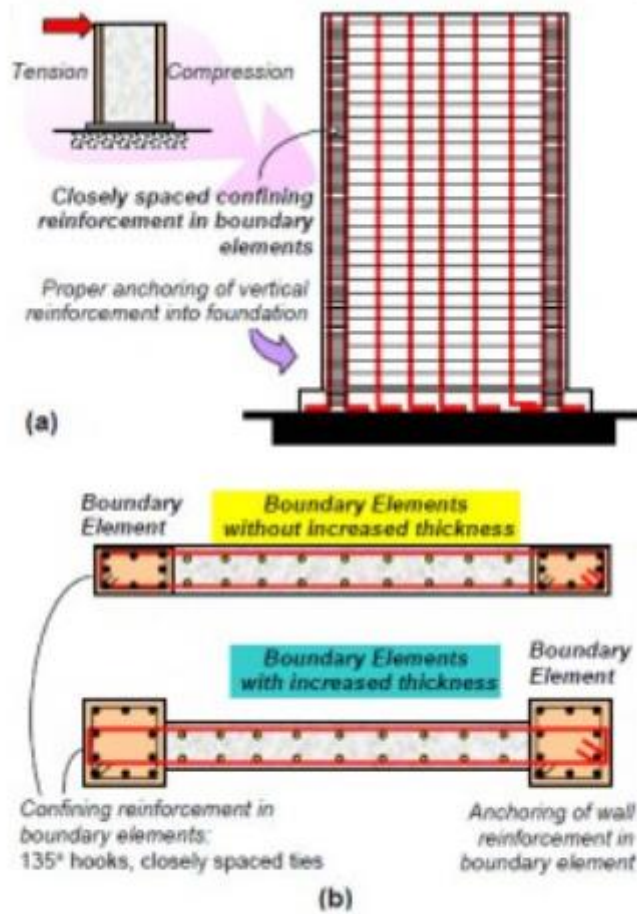 Tension
Compression
Closely spaced confining
reinforcement in boundary
elements
Proper anchoring of vertical
reinforcement into foundation
(a)
Boundary
Element
Boundary Elements
without increased thickness
Boundary Elements
with increased thickness
Boundary
Element
Confining reinforcement in
boundary elements:
135° hooks, closely spaced ties
Anchoring of wall
reinforcement in
boundary element
(b)